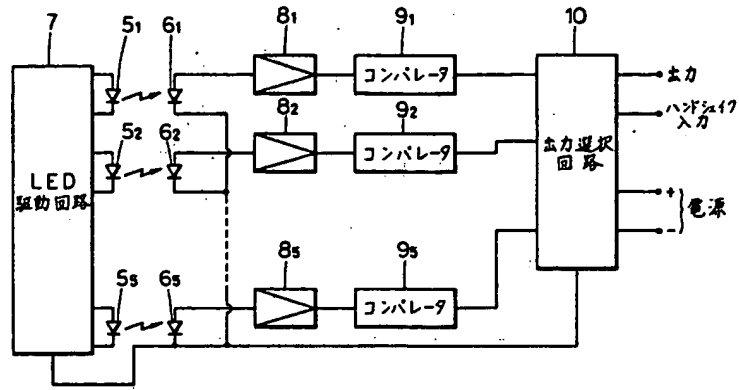 7
5₁
6₁
8₁
9₁
10
コンパレータ
出力
ハンドシェイク
入力
5₂
6₂
8₂
9₂
コンパレータ
出力選択
回路
LED
駆動回路
+
-
電源
5₅
6₅
8₅
9₅
コンパレータ